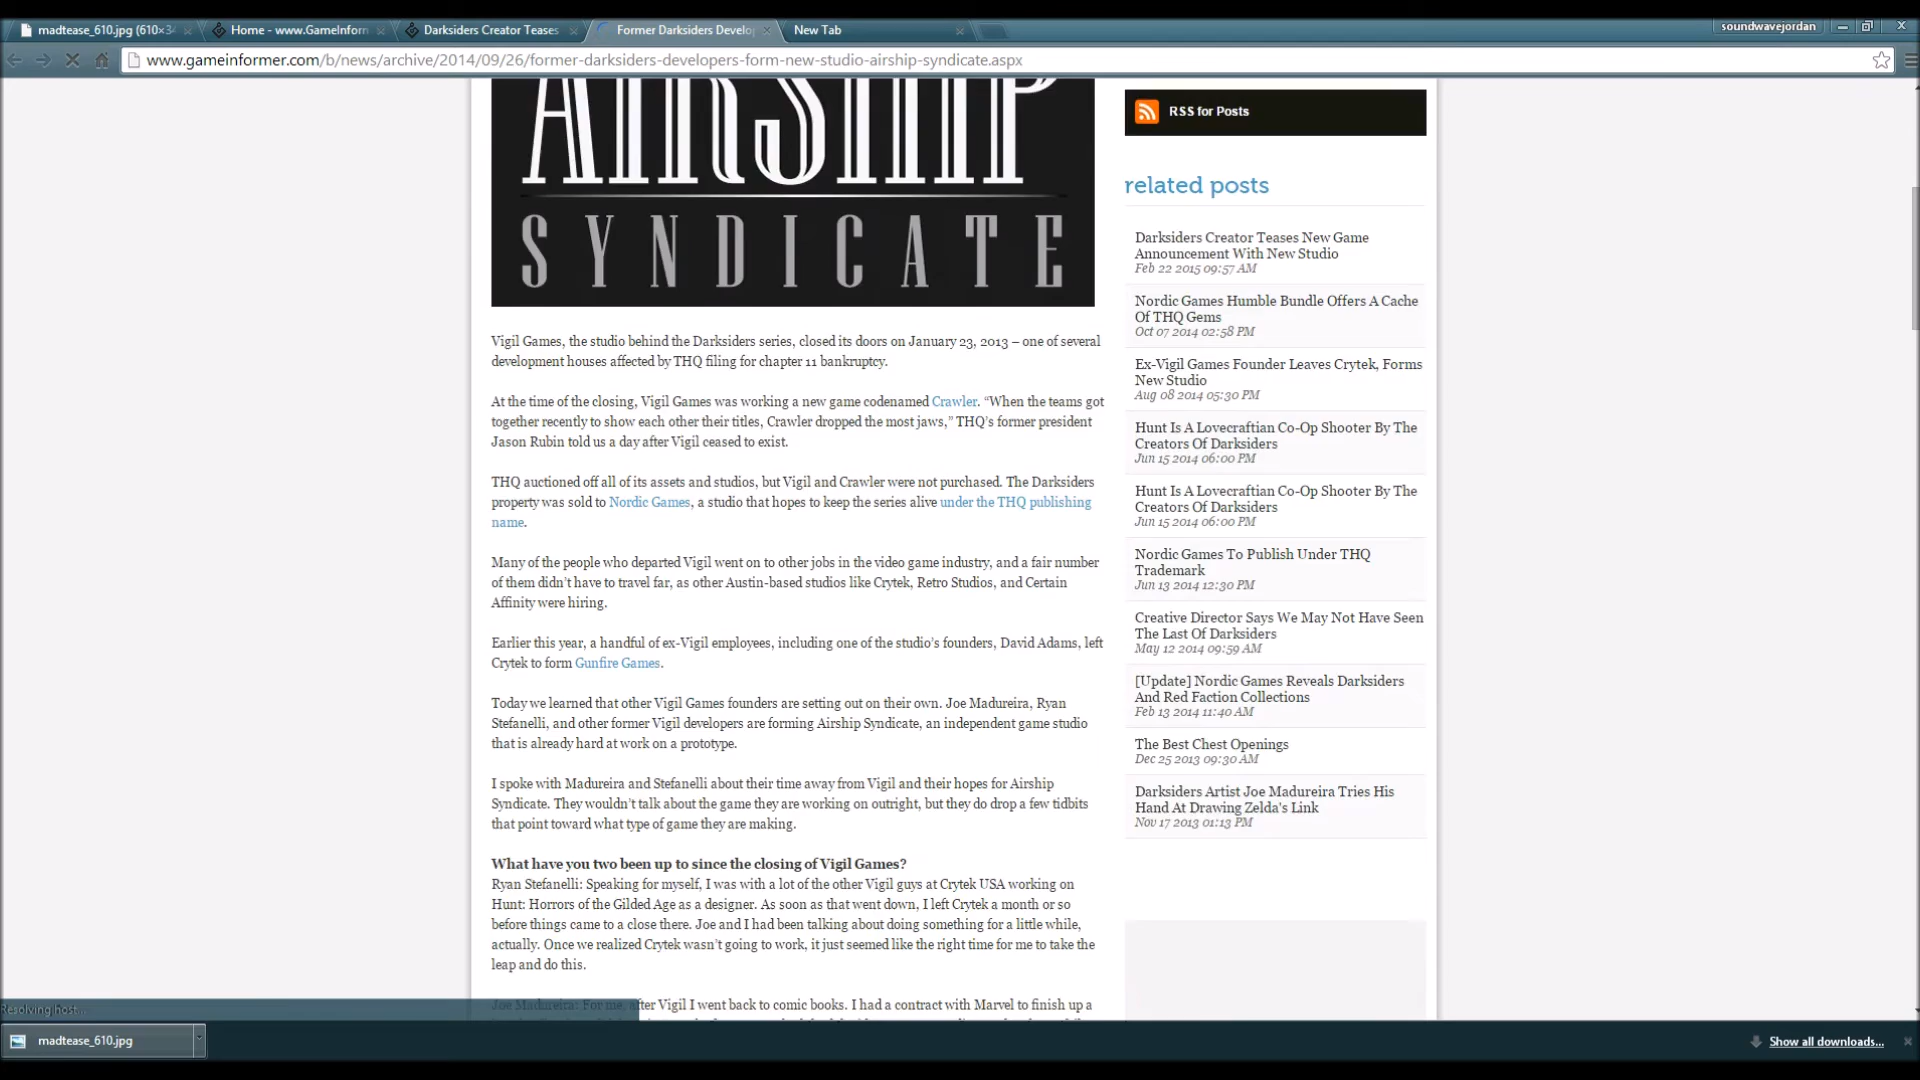 madtease_610.jpg (610×34
Home - www.GameInform
Darksiders Creator Teases
Former Darksiders Develop
New Tab
soundwavejordan
www.gameinformer.com/b/news/archive/2014/09/26/former-darksiders-developers-form-new-studio-airship-syndicate.aspx
AIRSHIP
SYNDICATE
Vigil Games, the studio behind the Darksiders series, closed its doors on January 23, 2013 – one of several
development houses affected by THQ filing for chapter 11 bankruptcy.
At the time of the closing, Vigil Games was working a new game codenamed Crawler. “When the teams got
together recently to show each other their titles, Crawler dropped the most jaws,” THQ’s former president
Jason Rubin told us a day after Vigil ceased to exist.
THQ auctioned off all of its assets and studios, but Vigil and Crawler were not purchased. The Darksiders
property was sold to Nordic Games, a studio that hopes to keep the series alive under the THQ publishing
name.
Many of the people who departed Vigil went on to other jobs in the video game industry, and a fair number
of them didn’t have to travel far, as other Austin-based studios like Crytek, Retro Studios, and Certain
Affinity were hiring.
Earlier this year, a handful of ex-Vigil employees, including one of the studio’s founders, David Adams, left
Crytek to form Gunfire Games.
Today we learned that other Vigil Games founders are setting out on their own. Joe Madureira, Ryan
Stefanelli, and other former Vigil developers are forming Airship Syndicate, an independent game studio
that is already hard at work on a prototype.
I spoke with Madureira and Stefanelli about their time away from Vigil and their hopes for Airship
Syndicate. They wouldn’t talk about the game they are working on outright, but they do drop a few tidbits
that point toward what type of game they are making.
What have you two been up to since the closing of Vigil Games?
Ryan Stefanelli: Speaking for myself, I was with a lot of the other Vigil guys at Crytek USA working on
Hunt: Horrors of the Gilded Age as a designer. As soon as that went down, I left Crytek a month or so
before things came to a close there. Joe and I had been talking about doing something for a little while,
actually. Once we realized Crytek wasn’t going to work, it just seemed like the right time for me to take the
leap and do this.
Joe Madureira: For me, after Vigil I went back to comic books. I had a contract with Marvel to finish up a
RSS for Posts
related posts
Darksiders Creator Teases New Game
Announcement With New Studio
Feb 22 2015 09:57 AM
Nordic Games Humble Bundle Offers A Cache
Of THQ Gems
Oct 07 2014 02:58 PM
Ex-Vigil Games Founder Leaves Crytek, Forms
New Studio
Aug 08 2014 05:30 PM
Hunt Is A Lovecraftian Co-Op Shooter By The
Creators Of Darksiders
Jun 15 2014 06:00 PM
Hunt Is A Lovecraftian Co-Op Shooter By The
Creators Of Darksiders
Jun 15 2014 06:00 PM
Nordic Games To Publish Under THQ
Trademark
Jun 13 2014 12:30 PM
Creative Director Says We May Not Have Seen
The Last Of Darksiders
May 12 2014 09:59 AM
[Update] Nordic Games Reveals Darksiders
And Red Faction Collections
Feb 13 2014 11:40 AM
The Best Chest Openings
Dec 25 2013 09:30 AM
Darksiders Artist Joe Madureira Tries His
Hand At Drawing Zelda's Link
Nov 17 2013 01:13 PM
Resolving host...
madtease_610.jpg
Show all downloads...